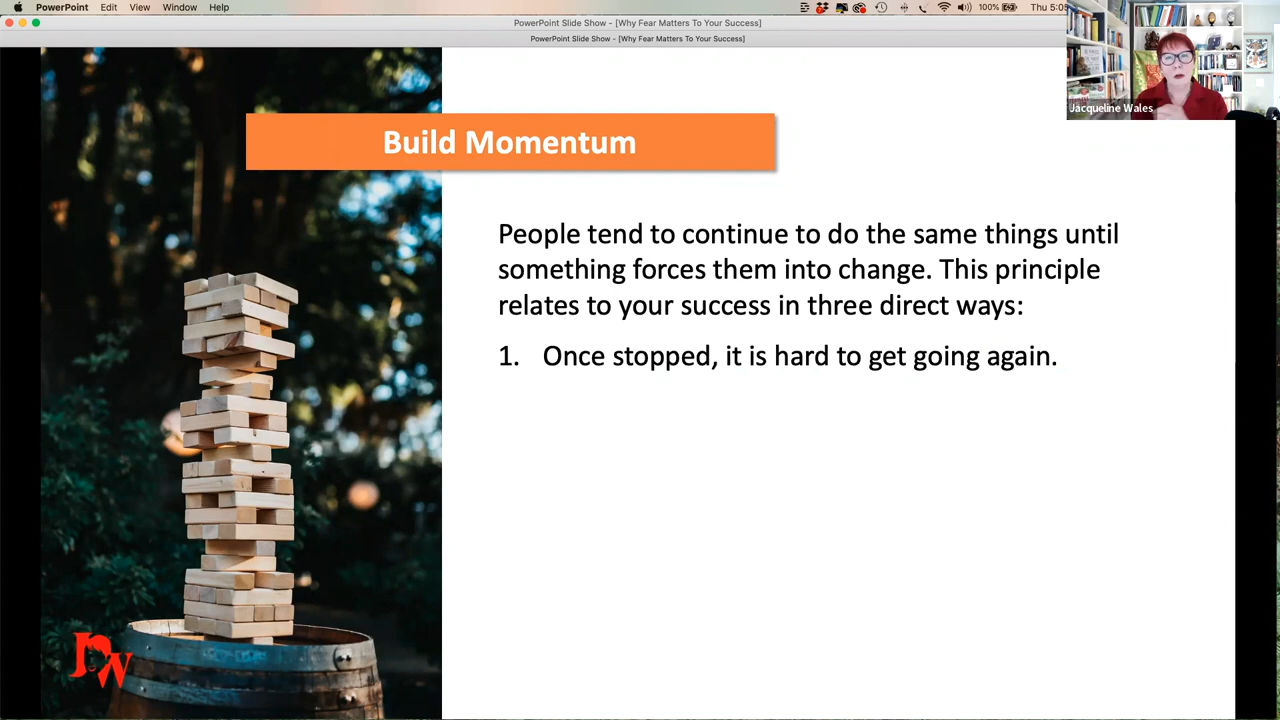 PowerPoint Edit View Window Help 100% Thu 5:05
PowerPoint Slide Show - [Why Fear Matters To Your Success]
PowerPoint Slide Show - [Why Fear Matters To Your Success]
Jacqueline Wales
Build Momentum
People tend to continue to do the same things until
something forces them into change. This principle
relates to your success in three direct ways:
1. Once stopped, it is hard to get going again.
JW